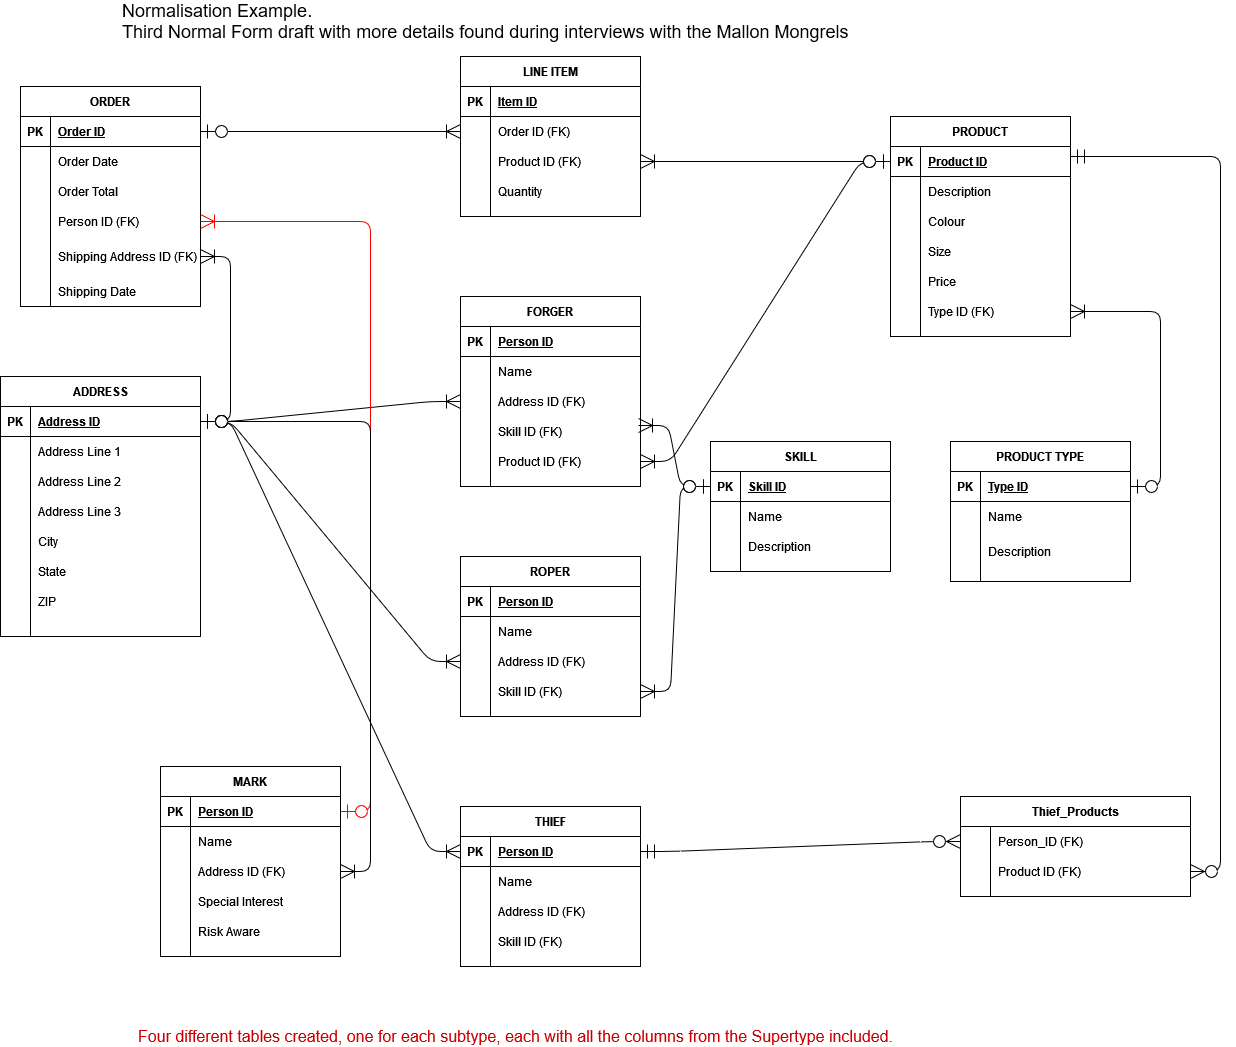 Normalisation Example.
Third Normal Form draft with more details found during interviews with the Mallon Mongrels
ORDER
PK Order ID
Order Date
Order Total
Person ID (FK)
Shipping Address ID (FK)
Shipping Date
LINE ITEM
PK Item ID
Order ID (FK)
Product ID (FK)
Quantity
PRODUCT
PK Product ID
Description
Colour
Size
Price
Type ID (FK)
FORGER
PK Person ID
Name
Address ID (FK)
Skill ID (FK)
Product ID (FK)
ADDRESS
PK Address ID
Address Line 1
Address Line 2
Address Line 3
City
State
ZIP
SKILL
PK Skill ID
Name
Description
PRODUCT TYPE
PK Type ID
Name
Description
ROPER
PK Person ID
Name
Address ID (FK)
Skill ID (FK)
MARK
PK Person ID
Name
Address ID (FK)
Special Interest
Risk Aware
THIEF
PK Person ID
Name
Address ID (FK)
Skill ID (FK)
Thief_Products
Person_ID (FK)
Product ID (FK)
Four different tables created, one for each subtype, each with all the columns from the Supertype included.